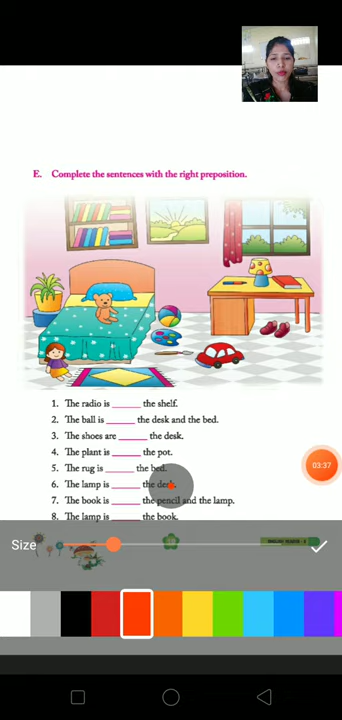 E. Complete the sentences with the right preposition.
1. The radio is ______ the shelf.
2. The ball is ______ the desk and the bed.
3. The shoes are ______ the desk.
4. The plant is ______ the pot.
5. The rug is ______ the bed.
6. The lamp is ______ the desk.
7. The book is ______ the pencil and the lamp.
8. The lamp is ______ the book.
03:37
Size